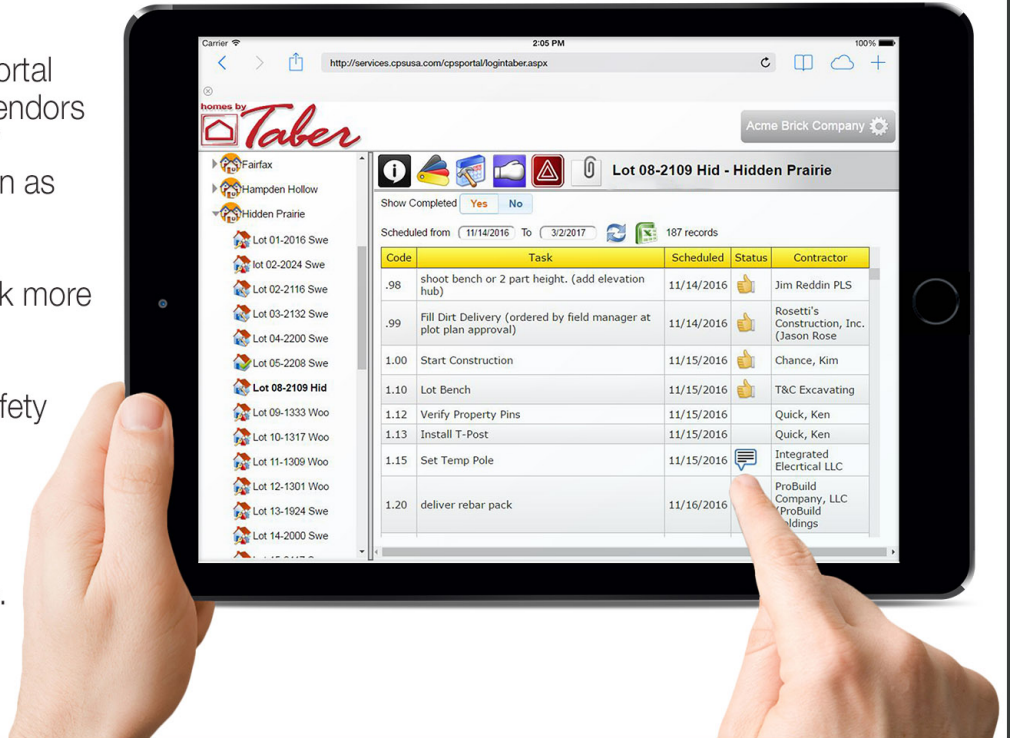 ortal
endors
n as
k more
fety
.
Carrier
2:05 PM
100%
http://services.cpsusa.com/cpsportal/logintaber.aspx
homes by
Taber
Acme Brick Company
Fairfax
Hampden Hollow
Hidden Prairie
Lot 01-2016 Swe
lot 02-2024 Swe
Lot 02-2116 Swe
Lot 03-2132 Swe
Lot 04-2200 Swe
Lot 05-2208 Swe
Lot 08-2109 Hid
Lot 09-1333 Woo
Lot 10-1317 Woo
Lot 11-1309 Woo
Lot 12-1301 Woo
Lot 13-1924 Swe
Lot 14-2000 Swe
Lot 08-2109 Hid - Hidden Prairie
Show Completed Yes No
Scheduled from 11/14/2016 To 3/2/2017 187 records
Code Task Scheduled Status Contractor
.98 shoot bench or 2 part height. (add elevation
hub) 11/14/2016 Jim Reddin PLS
.99 Fill Dirt Delivery (ordered by field manager at
plot plan approval) 11/14/2016 Rosetti's
Construction, Inc.
(Jason Rose
1.00 Start Construction 11/15/2016 Chance, Kim
1.10 Lot Bench 11/15/2016 T&C Excavating
1.12 Verify Property Pins 11/15/2016 Quick, Ken
1.13 Install T-Post 11/15/2016 Quick, Ken
1.15 Set Temp Pole 11/15/2016 Integrated
Elecrtical LLC
1.20 deliver rebar pack 11/16/2016 ProBuild
Company, LLC
(ProBuild
oldings